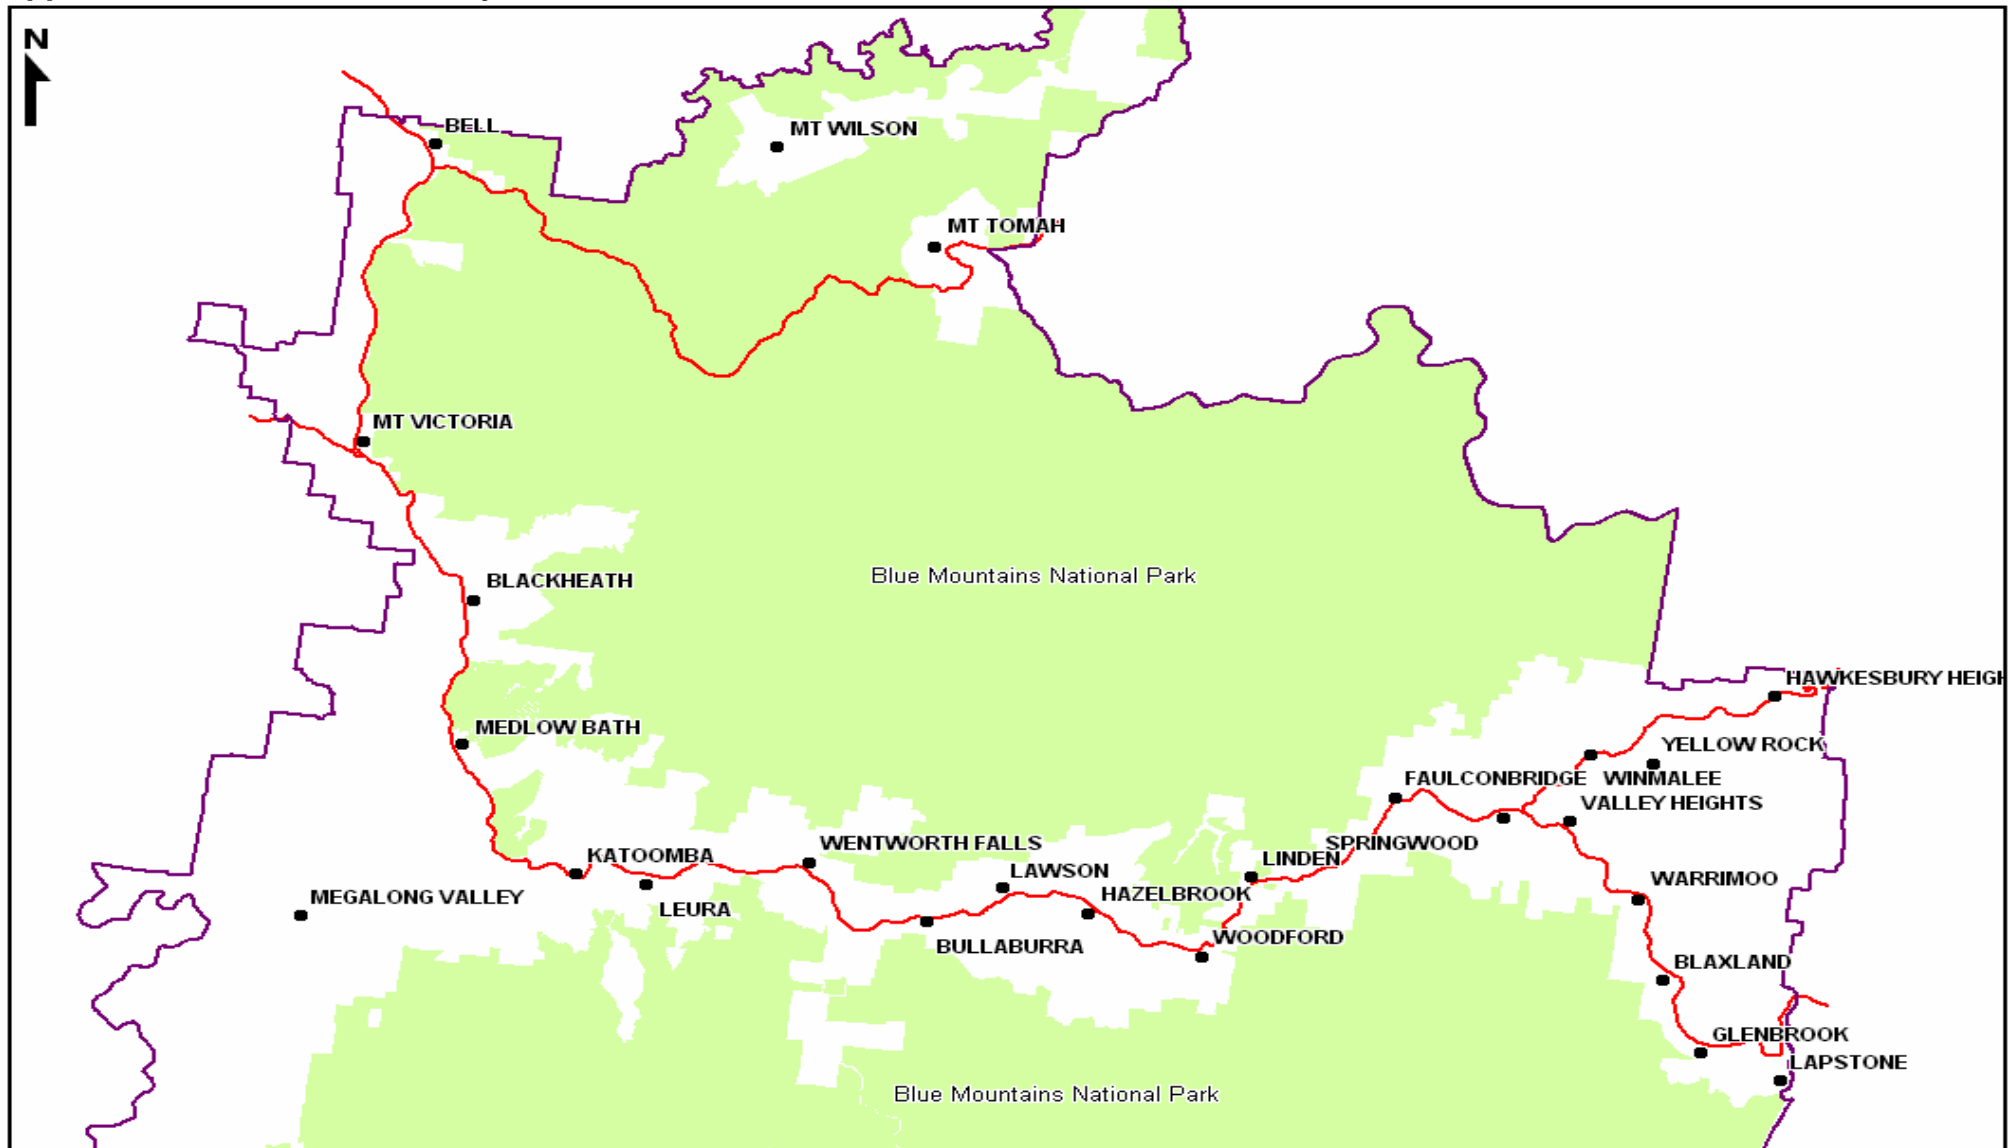 N
BELL
MT WILSON
MT TOMAH
MT VICTORIA
Blue Mountains National Park
BLACKHEATH
HAWKESBURY HEIGH
MEDLOW BATH
YELLOW ROCK
FAULCONBRIDGE
WINMALEE
VALLEY HEIGHTS
WENTWORTH FALLS
SPRINGWOOD
KATOOMBA
LINDEN
LAWSON
WARRIMOO
MEGALONG VALLEY
HAZELBROOK
LEURA
WOODFORD
BULLABURRA
BLAXLAND
GLENBROOK
LAPSTONE
Blue Mountains National Park